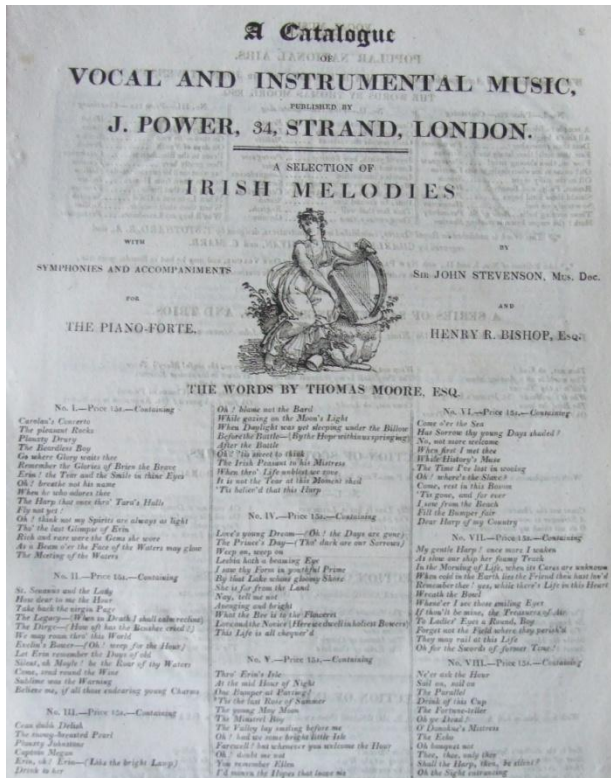 A Catalogue
OF
VOCAL AND INSTRUMENTAL MUSIC,
PUBLISHED BY
J. POWER, 34, STRAND, LONDON.
A SELECTION OF
IRISH MELODIES
WITH
SYMPHONIES AND ACCOMPANIMENTS
FOR
THE PIANO-FORTE.
BY
Sir JOHN STEVENSON, Mus. Doc.
AND
HENRY R. BISHOP, Esq.
THE WORDS BY THOMAS MOORE, ESQ.
No. I.—Price 15s.—Containing
Carolan's Concerto
The pleasant Rocks
Planxty Drury
The Beardless Boy
Go where Glory waits thee
Remember the Glories of Brien the Brave
Erin! the Tear and the Smile in thine Eyes
Oh! breathe not his name
When he who adores thee
The Harp that once thro' Tara's Halls
Fly not yet!
Oh! think not my Spirits are always as light
Tho' the last Glimpse of Erin
Rich and rare were the Gems she wore
As a Beam o'er the Face of the Waters may glow
The Meeting of the Waters
No. II.—Price 15s.—Containing
St. Senanus and the Lady
How dear to me the Hour
Take back the virgin Page
The Legacy—(When in Death I shall calm recline)
The Dirge—(How oft has the Benshee cried!)
We may roam thro' this World
Eveleen's Bower—(Oh! weep for the Hour)
Let Erin remember the Days of old
Silent, oh Moyle! be the Roar of thy Waters
Come, send round the Wine
Sublime was the Warning
Believe me, if all those endearing young Charms
No. III.—Price 15s.—Containing
Cean dubh Delish
The snowy-breasted Pearl
Planxty Johnstone
Captain Magan
Erin, oh! Erin—(Like the bright Lamp)
Drink to her
Oh! blame not the Bard
While gazing on the Moon's Light
When Daylight was yet sleeping under the Billow
Before the Battle—(By the Hope within us springing)
After the Battle
Oh! 'tis sweet to think
The Irish Peasant to his Mistress
When thro' Life unblest we rove
It is not the Tear at this Moment shed
'Tis believ'd that this Harp
No. IV.—Price 15s.—Containing
Love's young Dream—(Oh! the Days are gone)
The Prince's Day—(Tho' dark are our Sorrows)
Weep on, weep on
Lesbia hath a beaming Eye
I saw thy Form in youthful Prime
By that Lake whose gloomy Shore
She is far from the Land
Nay, tell me not
Avenging and bright
What the Bee is to the Floweret
Love and the Novice (Here we dwell in holiest Bowers)
This Life is all chequer'd
No. V.—Price 15s.—Containing
Thro' Erin's Isle
At the mid Hour of Night
One Bumper at Parting!
'Tis the last Rose of Summer
The young May Moon
The Minstrel Boy
The Valley lay smiling before me
Oh! had we some bright little Isle
Farewell! but whenever you welcome the Hour
Oh! doubt me not
You remember Ellen
I'd mourn the Hopes that leave me
No. VI.—Price 15s.—Containing
Come o'er the Sea
Has Sorrow thy young Days shaded?
No, not more welcome
When first I met thee
While History's Muse
The Time I've lost in wooing
Oh! where's the Slave?
Come, rest in this Bosom
'Tis gone, and for ever
I saw from the Beach
Fill the Bumper fair
Dear Harp of my Country
No. VII.—Price 15s.—Containing
My gentle Harp! once more I waken
As slow our ship her foamy Track
In the Morning of Life, when its Cares are unknown
When cold in the Earth lies the Friend thou hast lov'd
Remember thee! yes, while there's Life in this Heart
Wreath the Bowl
Whene'er I see those smiling Eyes
If thou'lt be mine, the Treasures of Air
To Ladies' Eyes a Round, Boy
Forget not the Field where they perish'd
They may rail at this Life
Oh for the Swords of former Time!
No. VIII.—Price 15s.—Containing
Ne'er ask the Hour
Sail on, sail on
The Parallel
Drink of this Cup
The Fortune-teller
Oh ye Dead!
O'Donohue's Mistress
The Echo
Oh banquet not
Thee, thee, only thee
Shall the Harp, then, be silent?
Oh the Sight entrancing